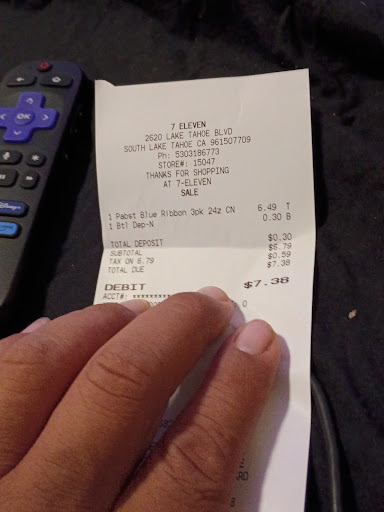 OK
7 ELEVEN
2620 LAKE TAHOE BLVD
SOUTH LAKE TAHOE CA 961507709
Ph: 5303186773
STORE#: 15047
THANKS FOR SHOPPING
AT 7-ELEVEN
SALE
1 Pabst Blue Ribbon 3pk 24z CN 6.49 T
1 Btl Dep-N 0.30 B
TOTAL DEPOSIT $0.30
SUBTOTAL $6.79
TAX ON 6.79 $0.59
TOTAL DUE $7.38
DEBIT $7.38
ACCT#: